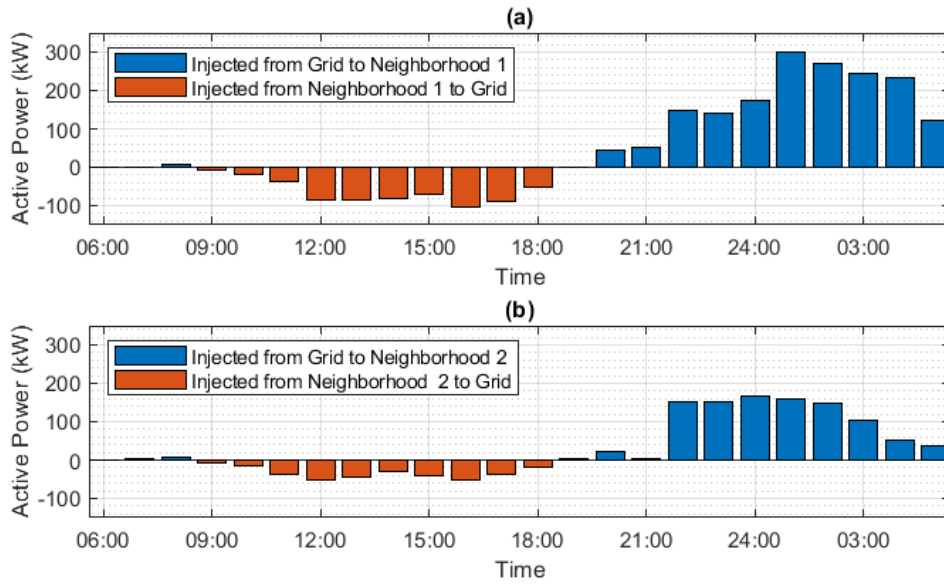 (a)
Active Power (kW)
300
200
100
0
-100
Injected from Grid to Neighborhood 1
Injected from Neighborhood 1 to Grid
06:00 09:00 12:00 15:00 18:00 21:00 24:00 03:00
Time
(b)
Active Power (kW)
300
200
100
0
-100
Injected from Grid to Neighborhood 2
Injected from Neighborhood  2 to Grid
06:00 09:00 12:00 15:00 18:00 21:00 24:00 03:00
Time